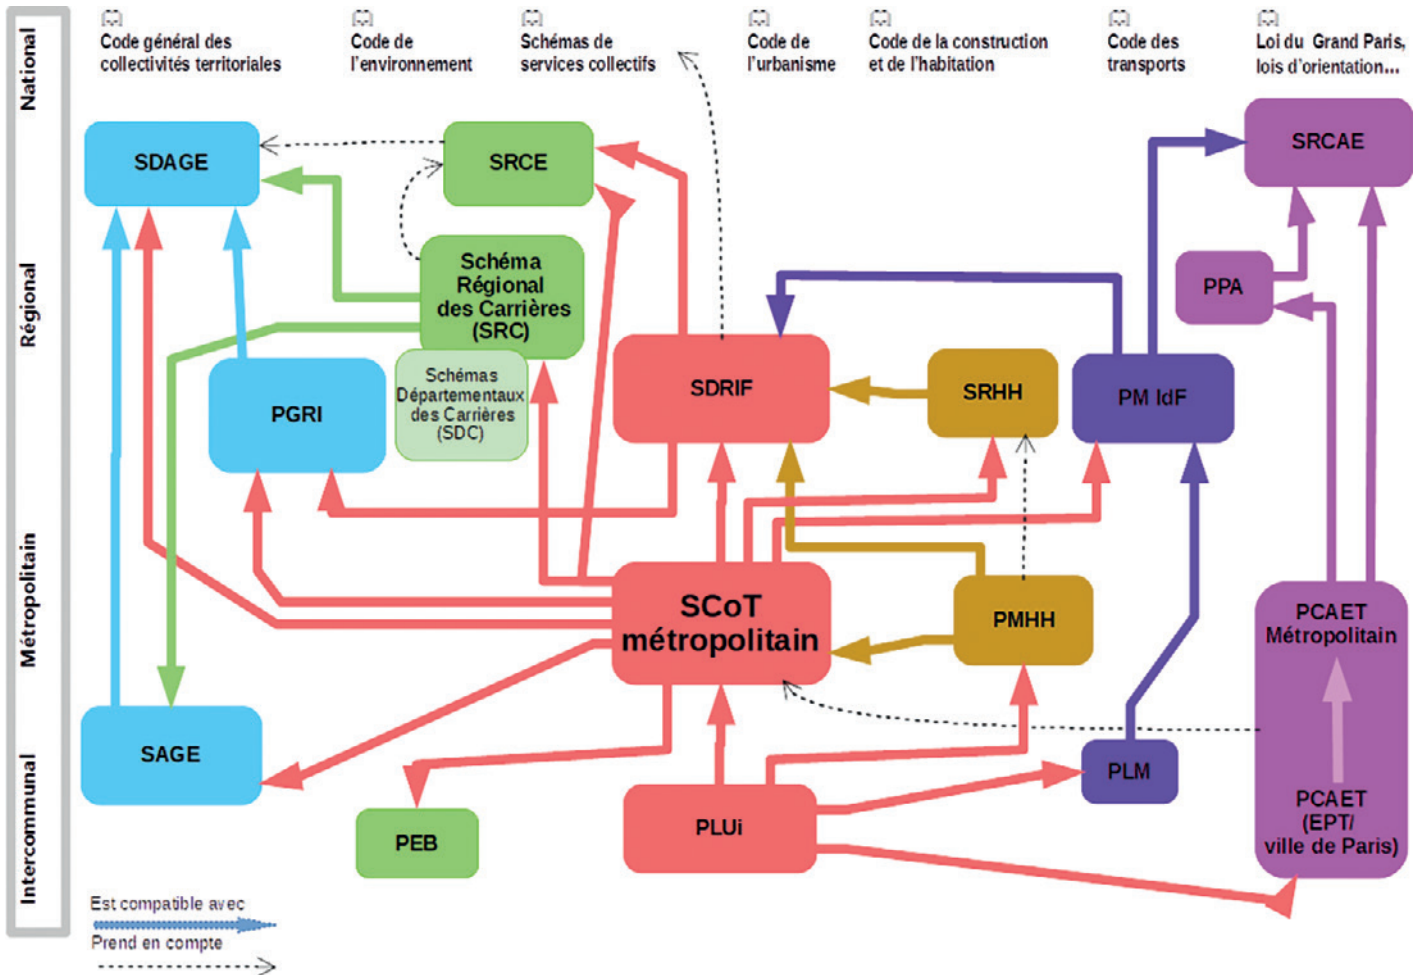 National
Code général des
collectivités territoriales
Code de
l'environnement
Schémas de
services collectifs
Code de
l'urbanisme
Code de la construction
et de l'habitation
Code des
transports
Loi du Grand Paris,
lois d'orientation...
SDAGE
SRCE
SRCAE
Régional
Schéma
Régional
des Carrières
(SRC)
PPA
Schémas
Départementaux
des Carrières
(SDC)
PGRI
SDRIF
SRHH
PM IdF
Métropolitain
SCoT
métropolitain
PMHH
PCAET
Métropolitain
Intercommunal
SAGE
PEB
PLUi
PLM
PCAET
(EPT/
ville de Paris)
Est compatible avec
Prend en compte